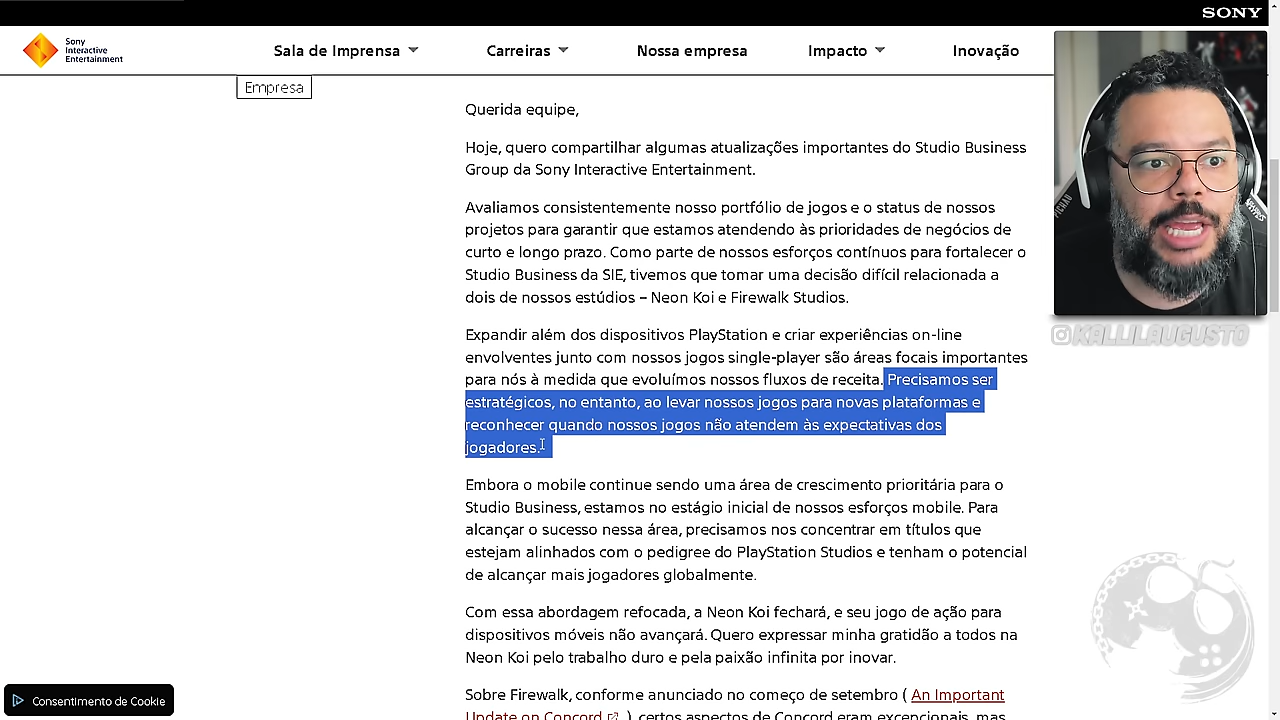 SONY
Sony
Interactive
Entertainment
Sala de Imprensa
Carreiras
Nossa empresa
Impacto
Inovação
Empresa
Querida equipe,
Hoje, quero compartilhar algumas atualizações importantes do Studio Business
Group da Sony Interactive Entertainment.
Avaliamos consistentemente nosso portfólio de jogos e o status de nossos
projetos para garantir que estamos atendendo às prioridades de negócios de
curto e longo prazo. Como parte de nossos esforços contínuos para fortalecer o
Studio Business da SIE, tivemos que tomar uma decisão difícil relacionada a
dois de nossos estúdios – Neon Koi e Firewalk Studios.
Expandir além dos dispositivos PlayStation e criar experiências on-line
envolventes junto com nossos jogos single-player são áreas focais importantes
para nós à medida que evoluímos nossos fluxos de receita. Precisamos ser
estratégicos, no entanto, ao levar nossos jogos para novas plataformas e
reconhecer quando nossos jogos não atendem às expectativas dos
jogadores.
Embora o mobile continue sendo uma área de crescimento prioritária para o
Studio Business, estamos no estágio inicial de nossos esforços mobile. Para
alcançar o sucesso nessa área, precisamos nos concentrar em títulos que
estejam alinhados com o pedigree do PlayStation Studios e tenham o potencial
de alcançar mais jogadores globalmente.
Com essa abordagem refocada, a Neon Koi fechará, e seu jogo de ação para
dispositivos móveis não avançará. Quero expressar minha gratidão a todos na
Neon Koi pelo trabalho duro e pela paixão infinita por inovar.
Sobre Firewalk, conforme anunciado no começo de setembro ( An Important
Update on Concord ), certos aspectos de Concord eram excepcionais, mas
Consentimento de Cookie
PICHAU
KALLILAUGUSTO